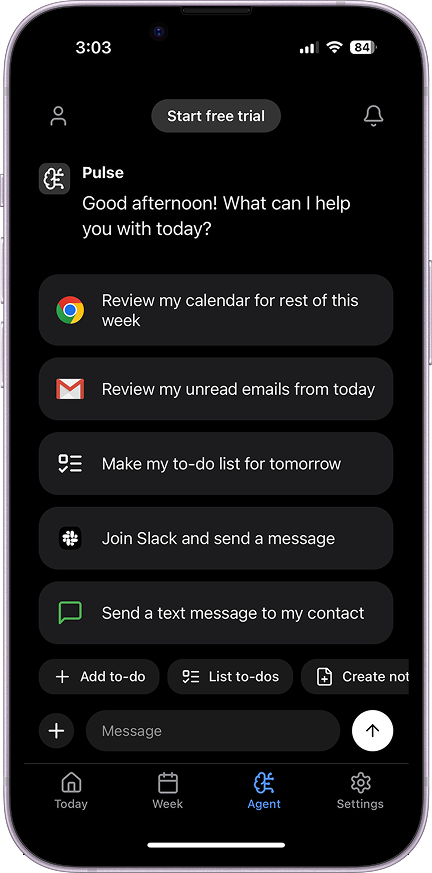 3:03
84
Start free trial
Pulse
Good afternoon! What can I help
you with today?
Review my calendar for rest of this
week
Review my unread emails from today
Make my to-do list for tomorrow
Join Slack and send a message
Send a text message to my contact
Add to-do
List to-dos
Create not
Message
Today
Week
Agent
Settings